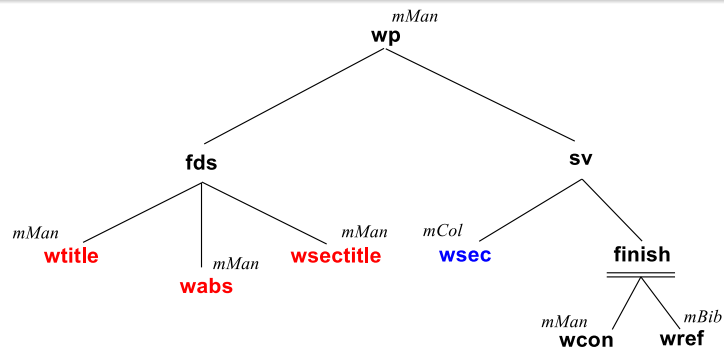 mMan
wp
fds
sv
mMan
wtitle
mMan
wabs
mMan
wsectitle
mCol
wsec
finish
mMan
wcon
mBib
wref